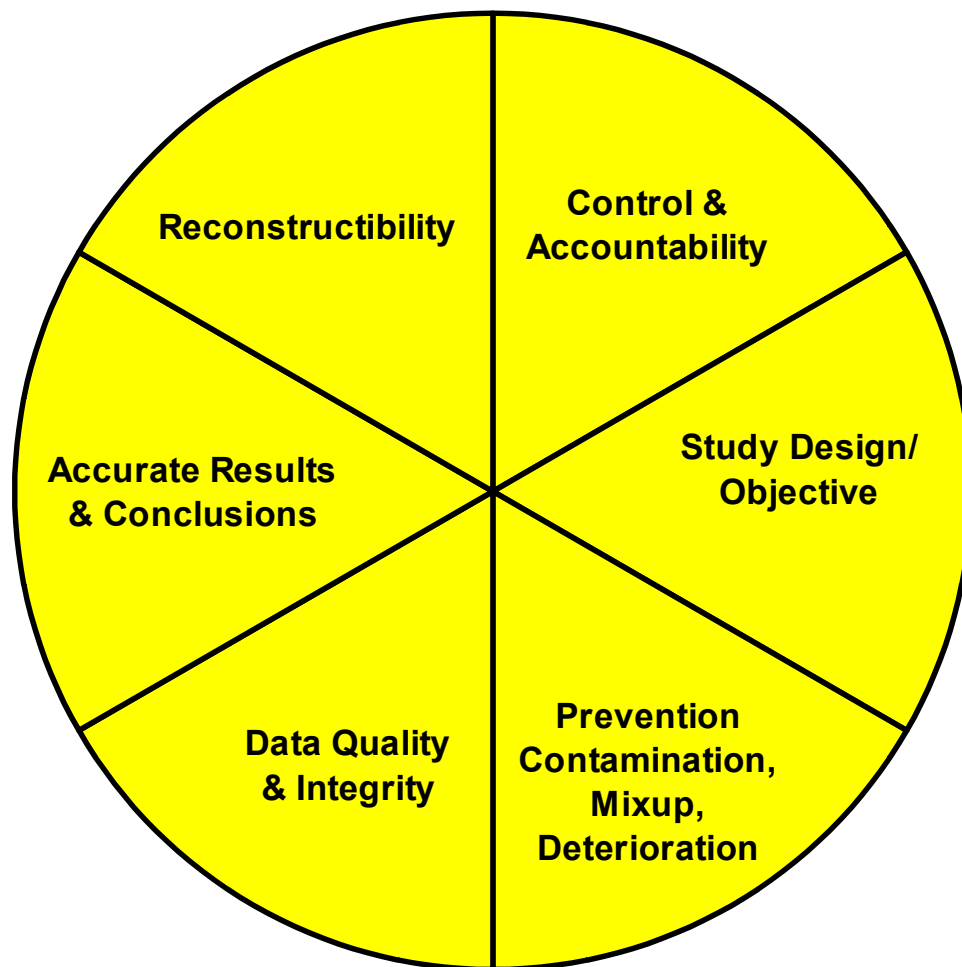 Reconstructibility
Control &
Accountability
Study Design/
Objective
Prevention
Contamination,
Mixup,
Deterioration
Data Quality
& Integrity
Accurate Results
& Conclusions